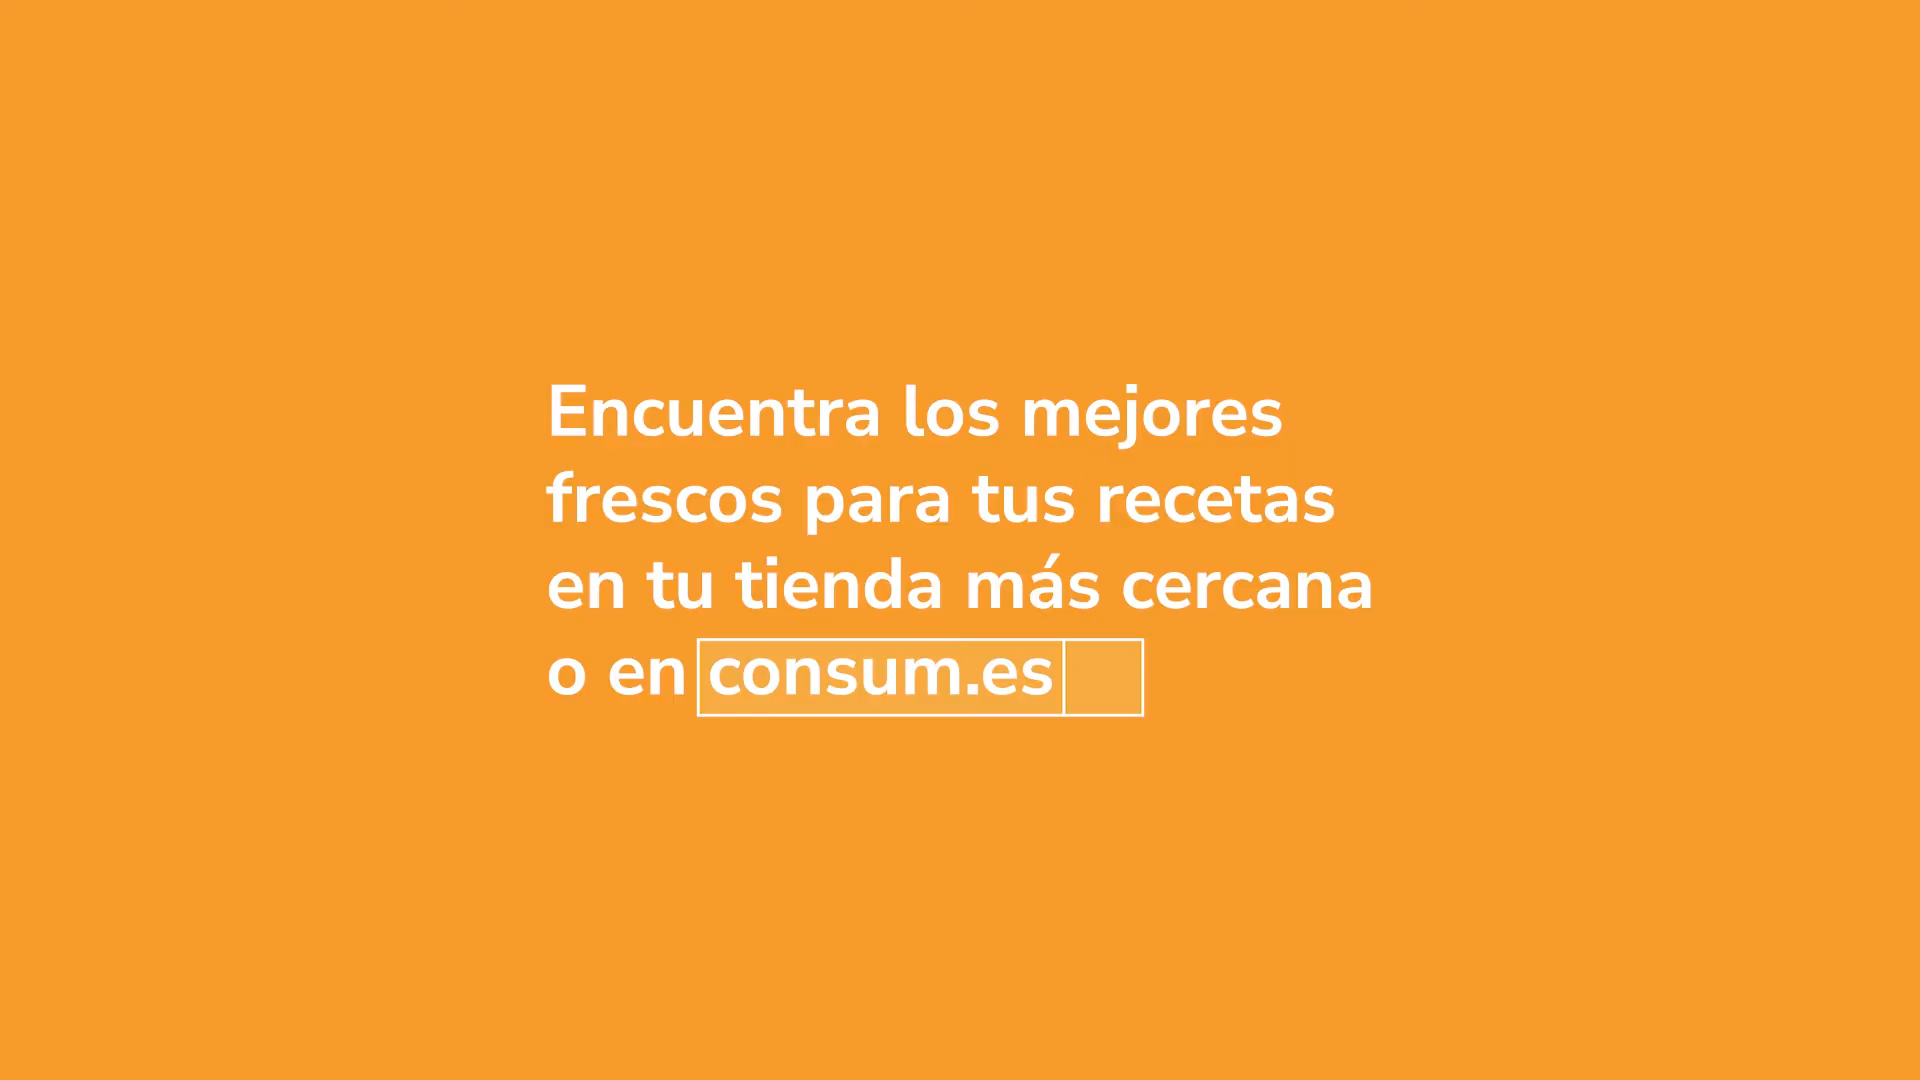 Encuentra los mejores
frescos para tus recetas
en tu tienda más cercana
o en consum.es